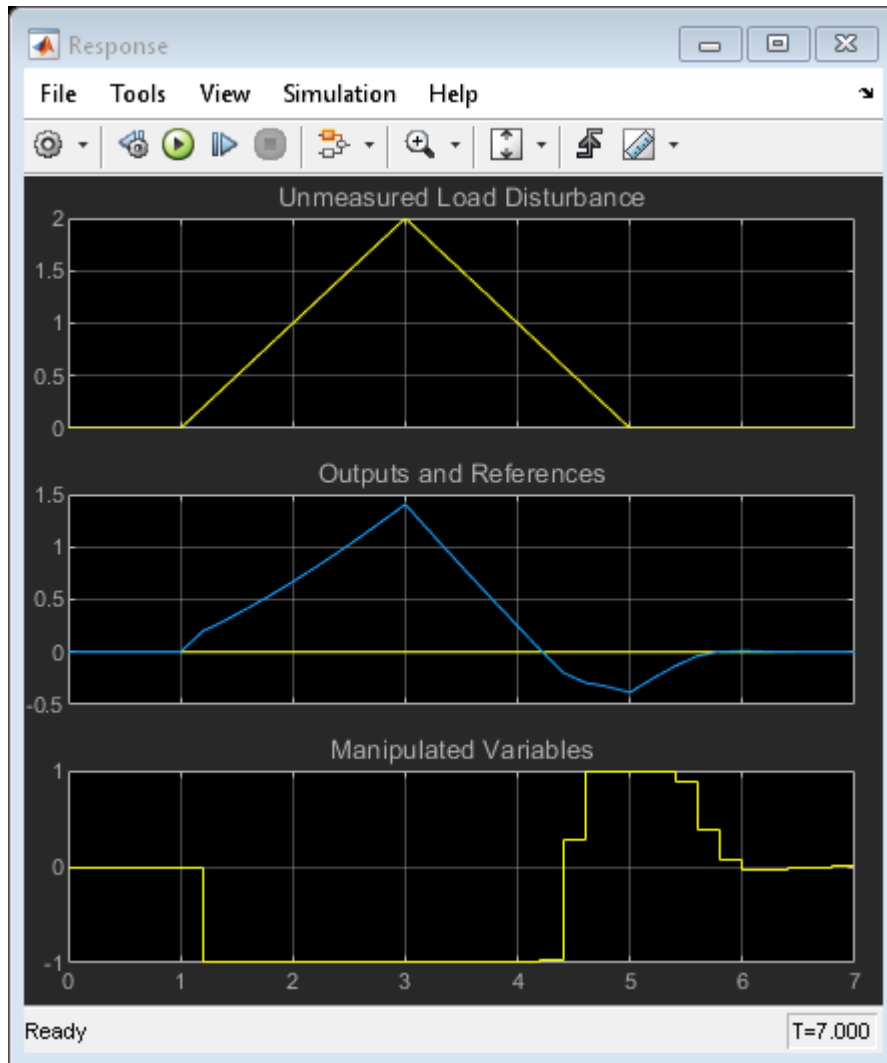 Response
File Tools View Simulation Help
Unmeasured Load Disturbance
2
1.5
1
0.5
0
Outputs and References
1.5
1
0.5
0
-0.5
Manipulated Variables
1
0
-1
0 1 2 3 4 5 6 7
Ready T=7.000